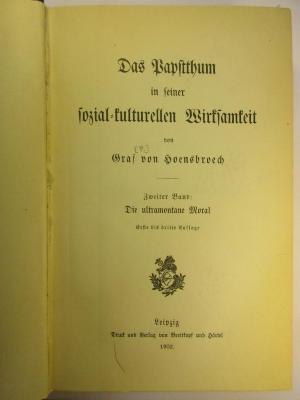 Das Papstthum
in seiner
sozial-kulturellen Wirksamkeit
von
Graf von Hoensbroech
Zweiter Band:
Die ultramontane Moral
Erste bis dritte Auflage
Leipzig
Druck und Verlag von Breitkopf und Härtel
1902.